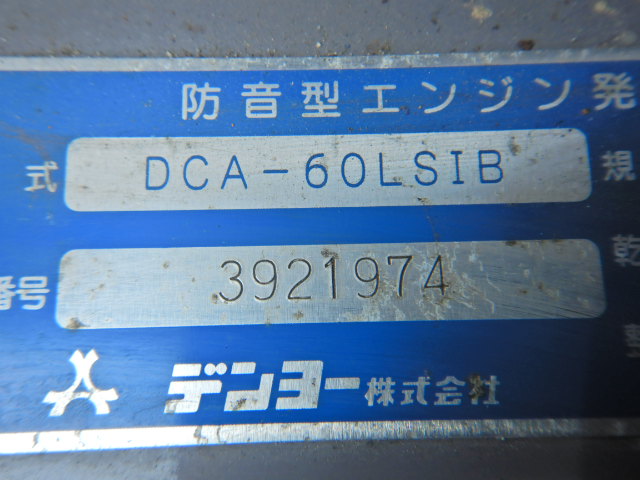 防音型エンジン発
式 DCA-60LSIB 規
番号 3921974 乾
デンヨー株式会社